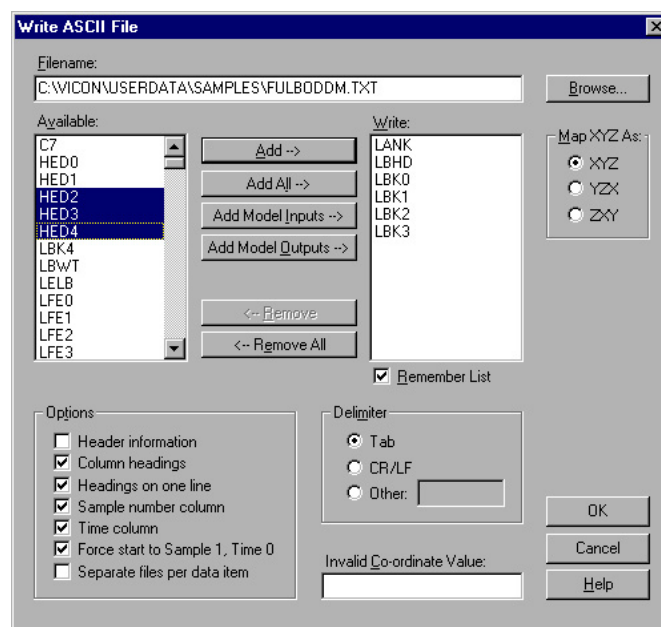 Write ASCII File
Filename:
C:\VICON\USERDATA\SAMPLES\FULBODDM.TXT
Browse...
Available:
C7
HED0
HED1
HED2
HED3
HED4
LBK4
LBWT
LELB
LFE0
LFE1
LFE2
LFE3
Add -->
Add All -->
Add Model Inputs -->
Add Model Outputs -->
<-- Remove
<-- Remove All
Write:
LANK
LBHD
LBK0
LBK1
LBK2
LBK3
Remember List
Map XYZ As:
XYZ
YZX
ZXY
Options
Header information
Column headings
Headings on one line
Sample number column
Time column
Force start to Sample 1, Time 0
Separate files per data item
Delimiter
Tab
CR/LF
Other:
Invalid Co-ordinate Value:
OK
Cancel
Help